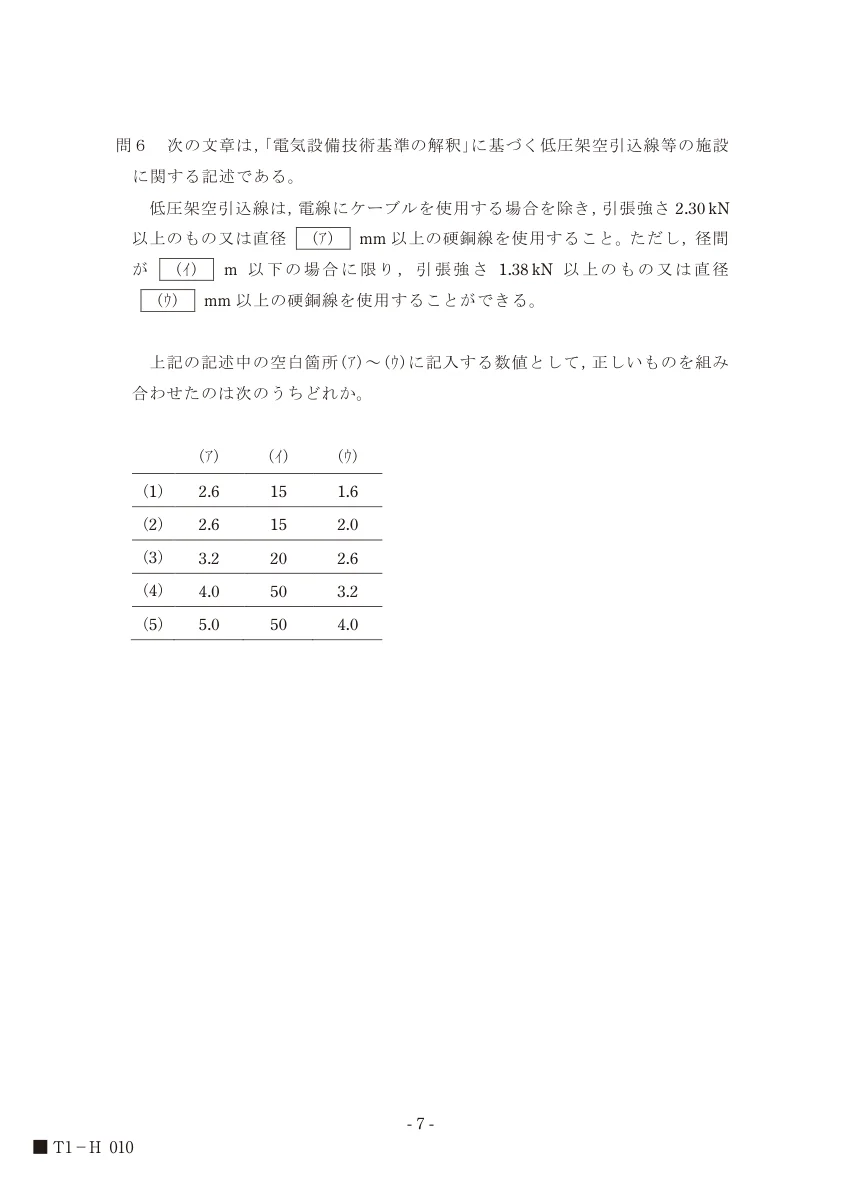 問６　次の文章は，「電気設備技術基準の解釈」に基づく低圧架空引込線等の施設
に関する記述である。
低圧架空引込線は，電線にケーブルを使用する場合を除き，引張強さ 2.30 kN
以上のもの又は直径 (ｱ) mm 以上の硬銅線を使用すること。ただし，径間
が (ｲ) m 以下の場合に限り，引張強さ 1.38 kN 以上のもの又は直径
(ｳ) mm 以上の硬銅線を使用することができる。
上記の記述中の空白箇所(ｱ)～(ｳ)に記入する数値として，正しいものを組み
合わせたのは次のうちどれか。
(ｱ) (ｲ) (ｳ)
(1) 2.6 15 1.6
(2) 2.6 15 2.0
(3) 3.2 20 2.6
(4) 4.0 50 3.2
(5) 5.0 50 4.0
- 7 -
■ T1－H 010